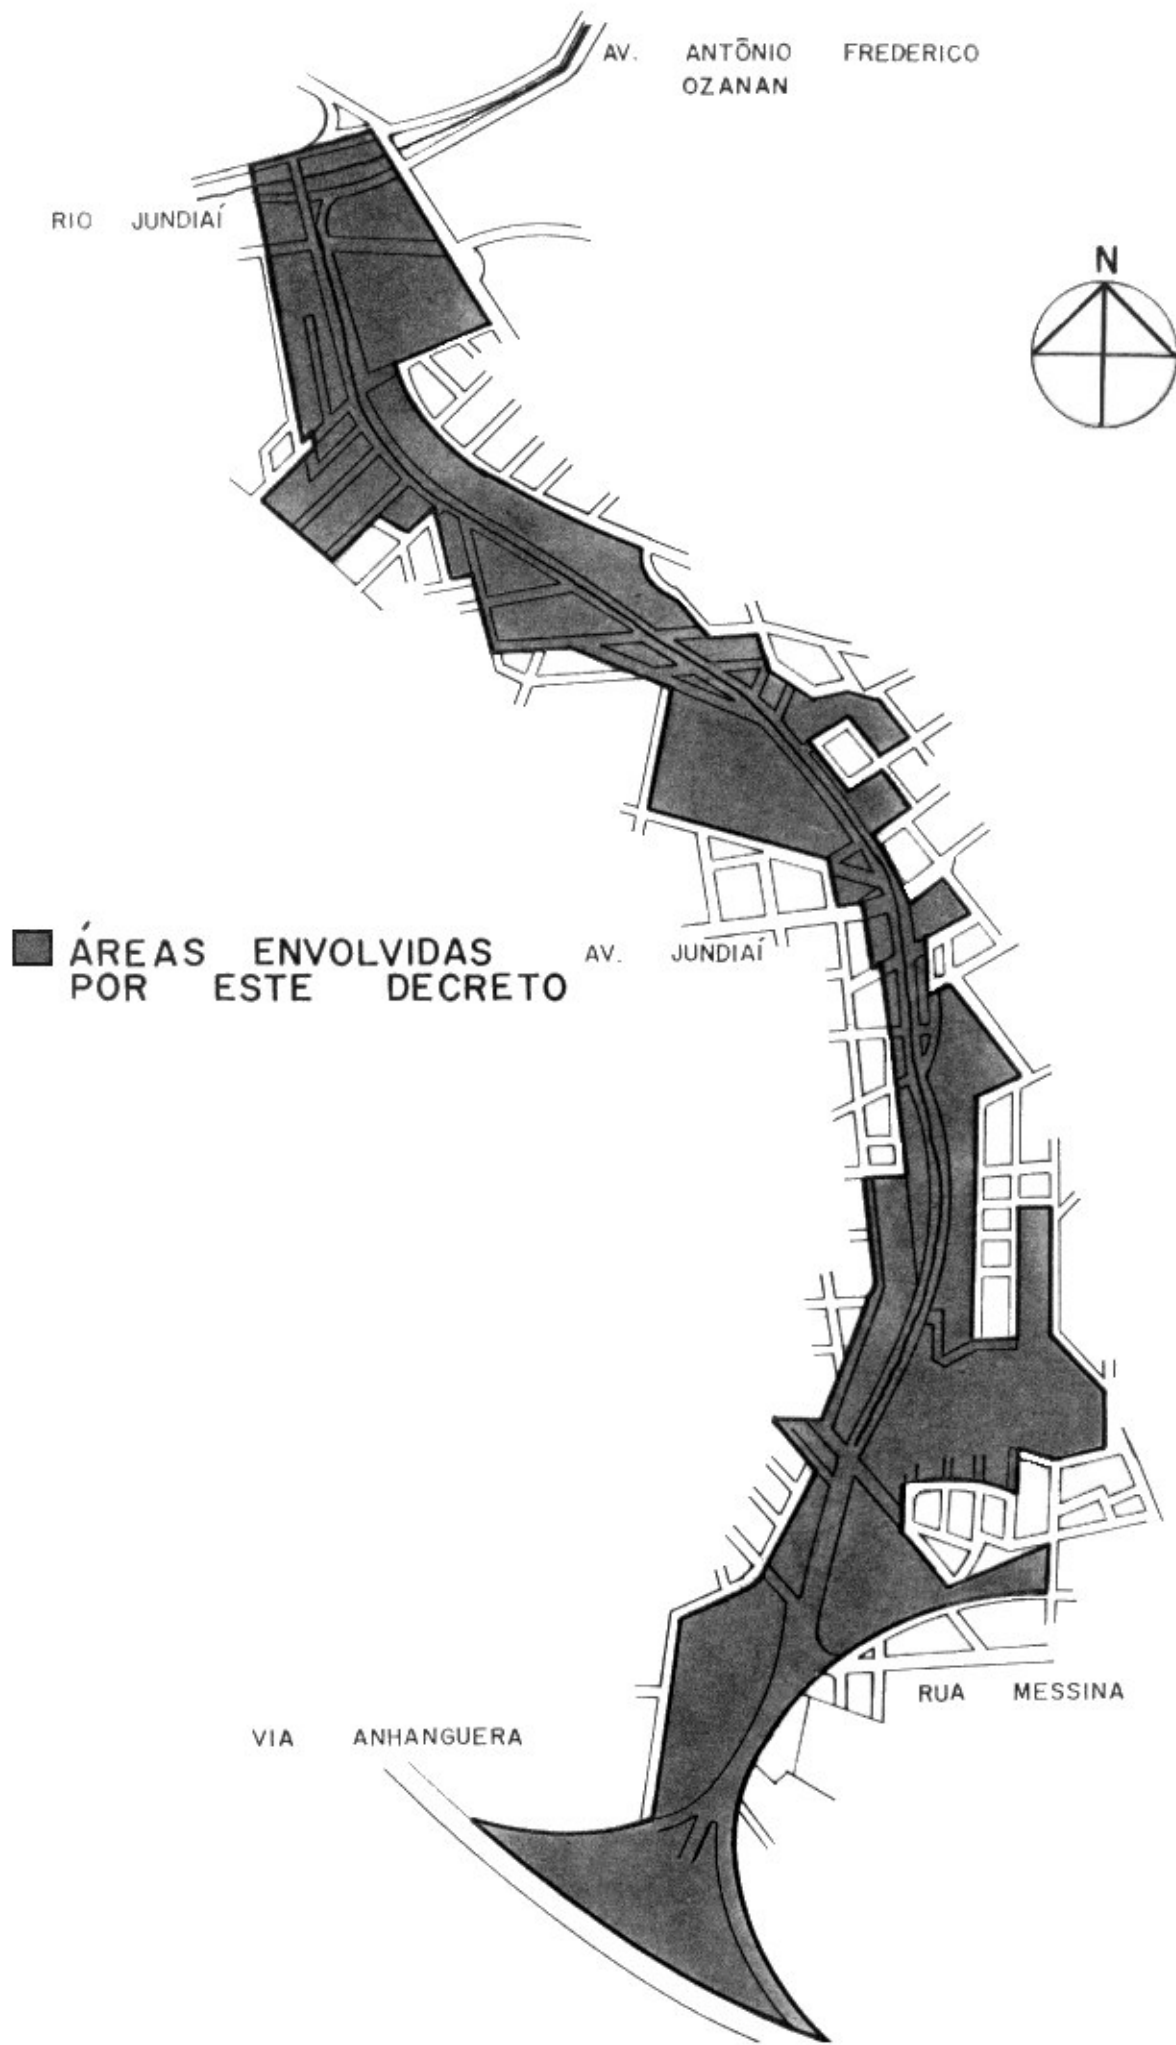 AV. ANTÔNIO FREDERICO
OZANAN
RIO JUNDIAÍ
N
ÁREAS ENVOLVIDAS
POR ESTE DECRETO
AV. JUNDIAÍ
RUA MESSINA
VIA ANHANGUERA